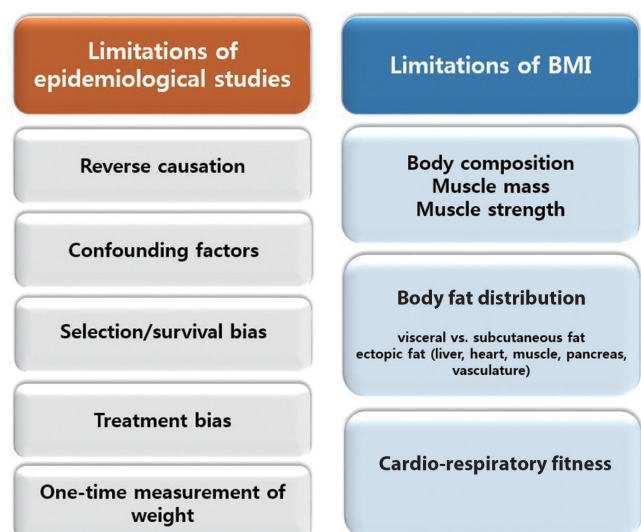 Limitations of
epidemiological studies
Reverse causation
Confounding factors
Selection/survival bias
Treatment bias
One-time measurement of
weight
Limitations of BMI
Body composition
Muscle mass
Muscle strength
Body fat distribution
visceral vs. subcutaneous fat
ectopic fat (liver, heart, muscle, pancreas,
vasculature)
Cardio-respiratory fitness